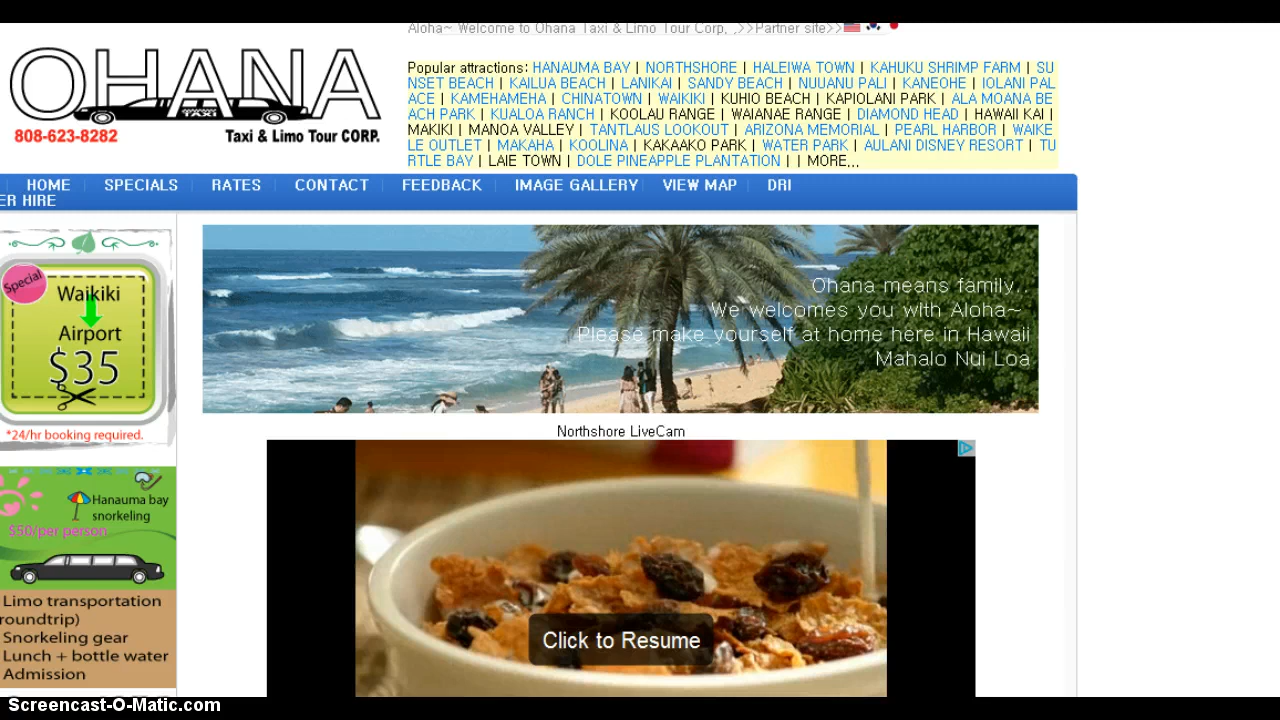 Aloha~ Welcome to Ohana Taxi & Limo Tour Corp, ,>>Partner site>>
OHANA
TAXI
808-623-8282
Taxi & Limo Tour CORP.
Popular attractions: HANAUMA BAY | NORTHSHORE | HALEIWA TOWN | KAHUKU SHRIMP FARM | SU
NSET BEACH | KAILUA BEACH | LANIKAI | SANDY BEACH | NUUANU PALI | KANEOHE | IOLANI PAL
ACE | KAMEHAMEHA | CHINATOWN | WAIKIKI | KUHIO BEACH | KAPIOLANI PARK | ALA MOANA BE
ACH PARK | KUALOA RANCH | KOOLAU RANGE | WAIANAE RANGE | DIAMOND HEAD | HAWAII KAI |
MAKIKI | MANOA VALLEY | TANTLAUS LOOKOUT | ARIZONA MEMORIAL | PEARL HARBOR | WAIKE
LE OUTLET | MAKAHA | KOOLINA | KAKAAKO PARK | WATER PARK | AULANI DISNEY RESORT | TU
RTLE BAY | LAIE TOWN | DOLE PINEAPPLE PLANTATION | | MORE...
| HOME | SPECIALS | RATES | CONTACT | FEEDBACK | IMAGE GALLERY | VIEW MAP | DRI
ER HIRE
Special
Waikiki
Airport
$35
*24/hr booking required.
Hanauma bay
snorkeling
$50/per person
Limo transportation
roundtrip)
Snorkeling gear
Lunch + bottle water
Admission
Ohana means family..
We welcomes you with Aloha~
Please make yourself at home here in Hawaii
Mahalo Nui Loa
Northshore LiveCam
Click to Resume
Screencast-O-Matic.com